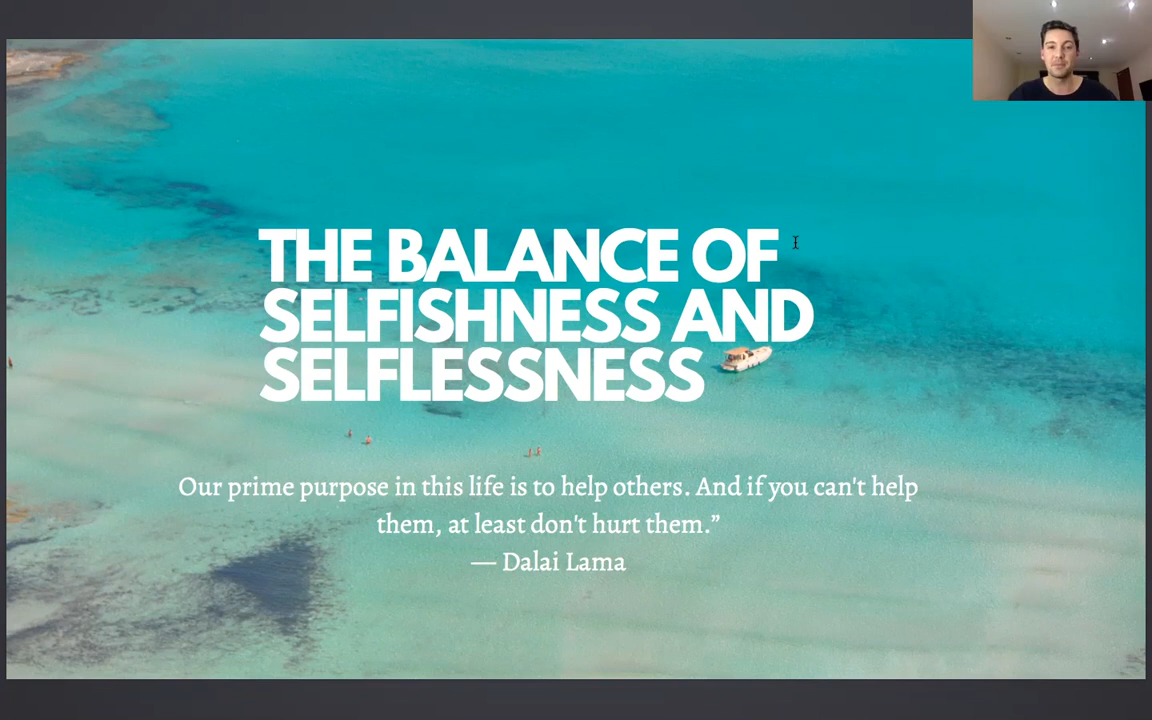 THE BALANCE OF
SELFISHNESS AND
SELFLESSNESS
Our prime purpose in this life is to help others. And if you can't help
them, at least don't hurt them.”
— Dalai Lama